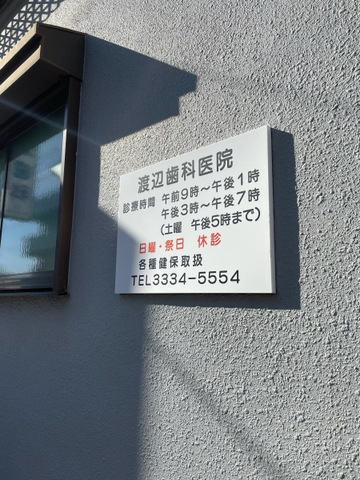 渡辺歯科医院
診療時間 午前9時～午後1時
午後3時～午後7時
(土曜 午後5時まで)
日曜・祭日 休診
各種健保取扱
TEL3334-5554